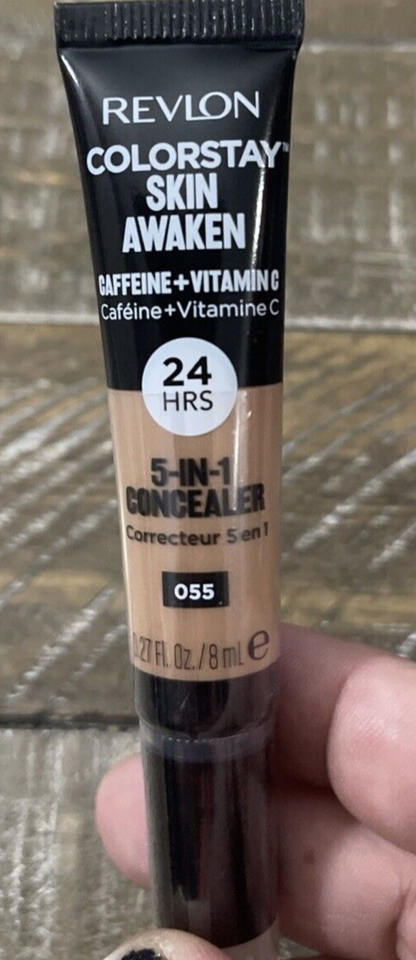 REVLON
COLORSTAY™
SKIN
AWAKEN
CAFFEINE+VITAMIN C
Caféine+Vitamine C
24
HRS
5-IN-1
CONCEALER
Correcteur 5 en 1
055
0.27 Fl. Oz./8 mL e